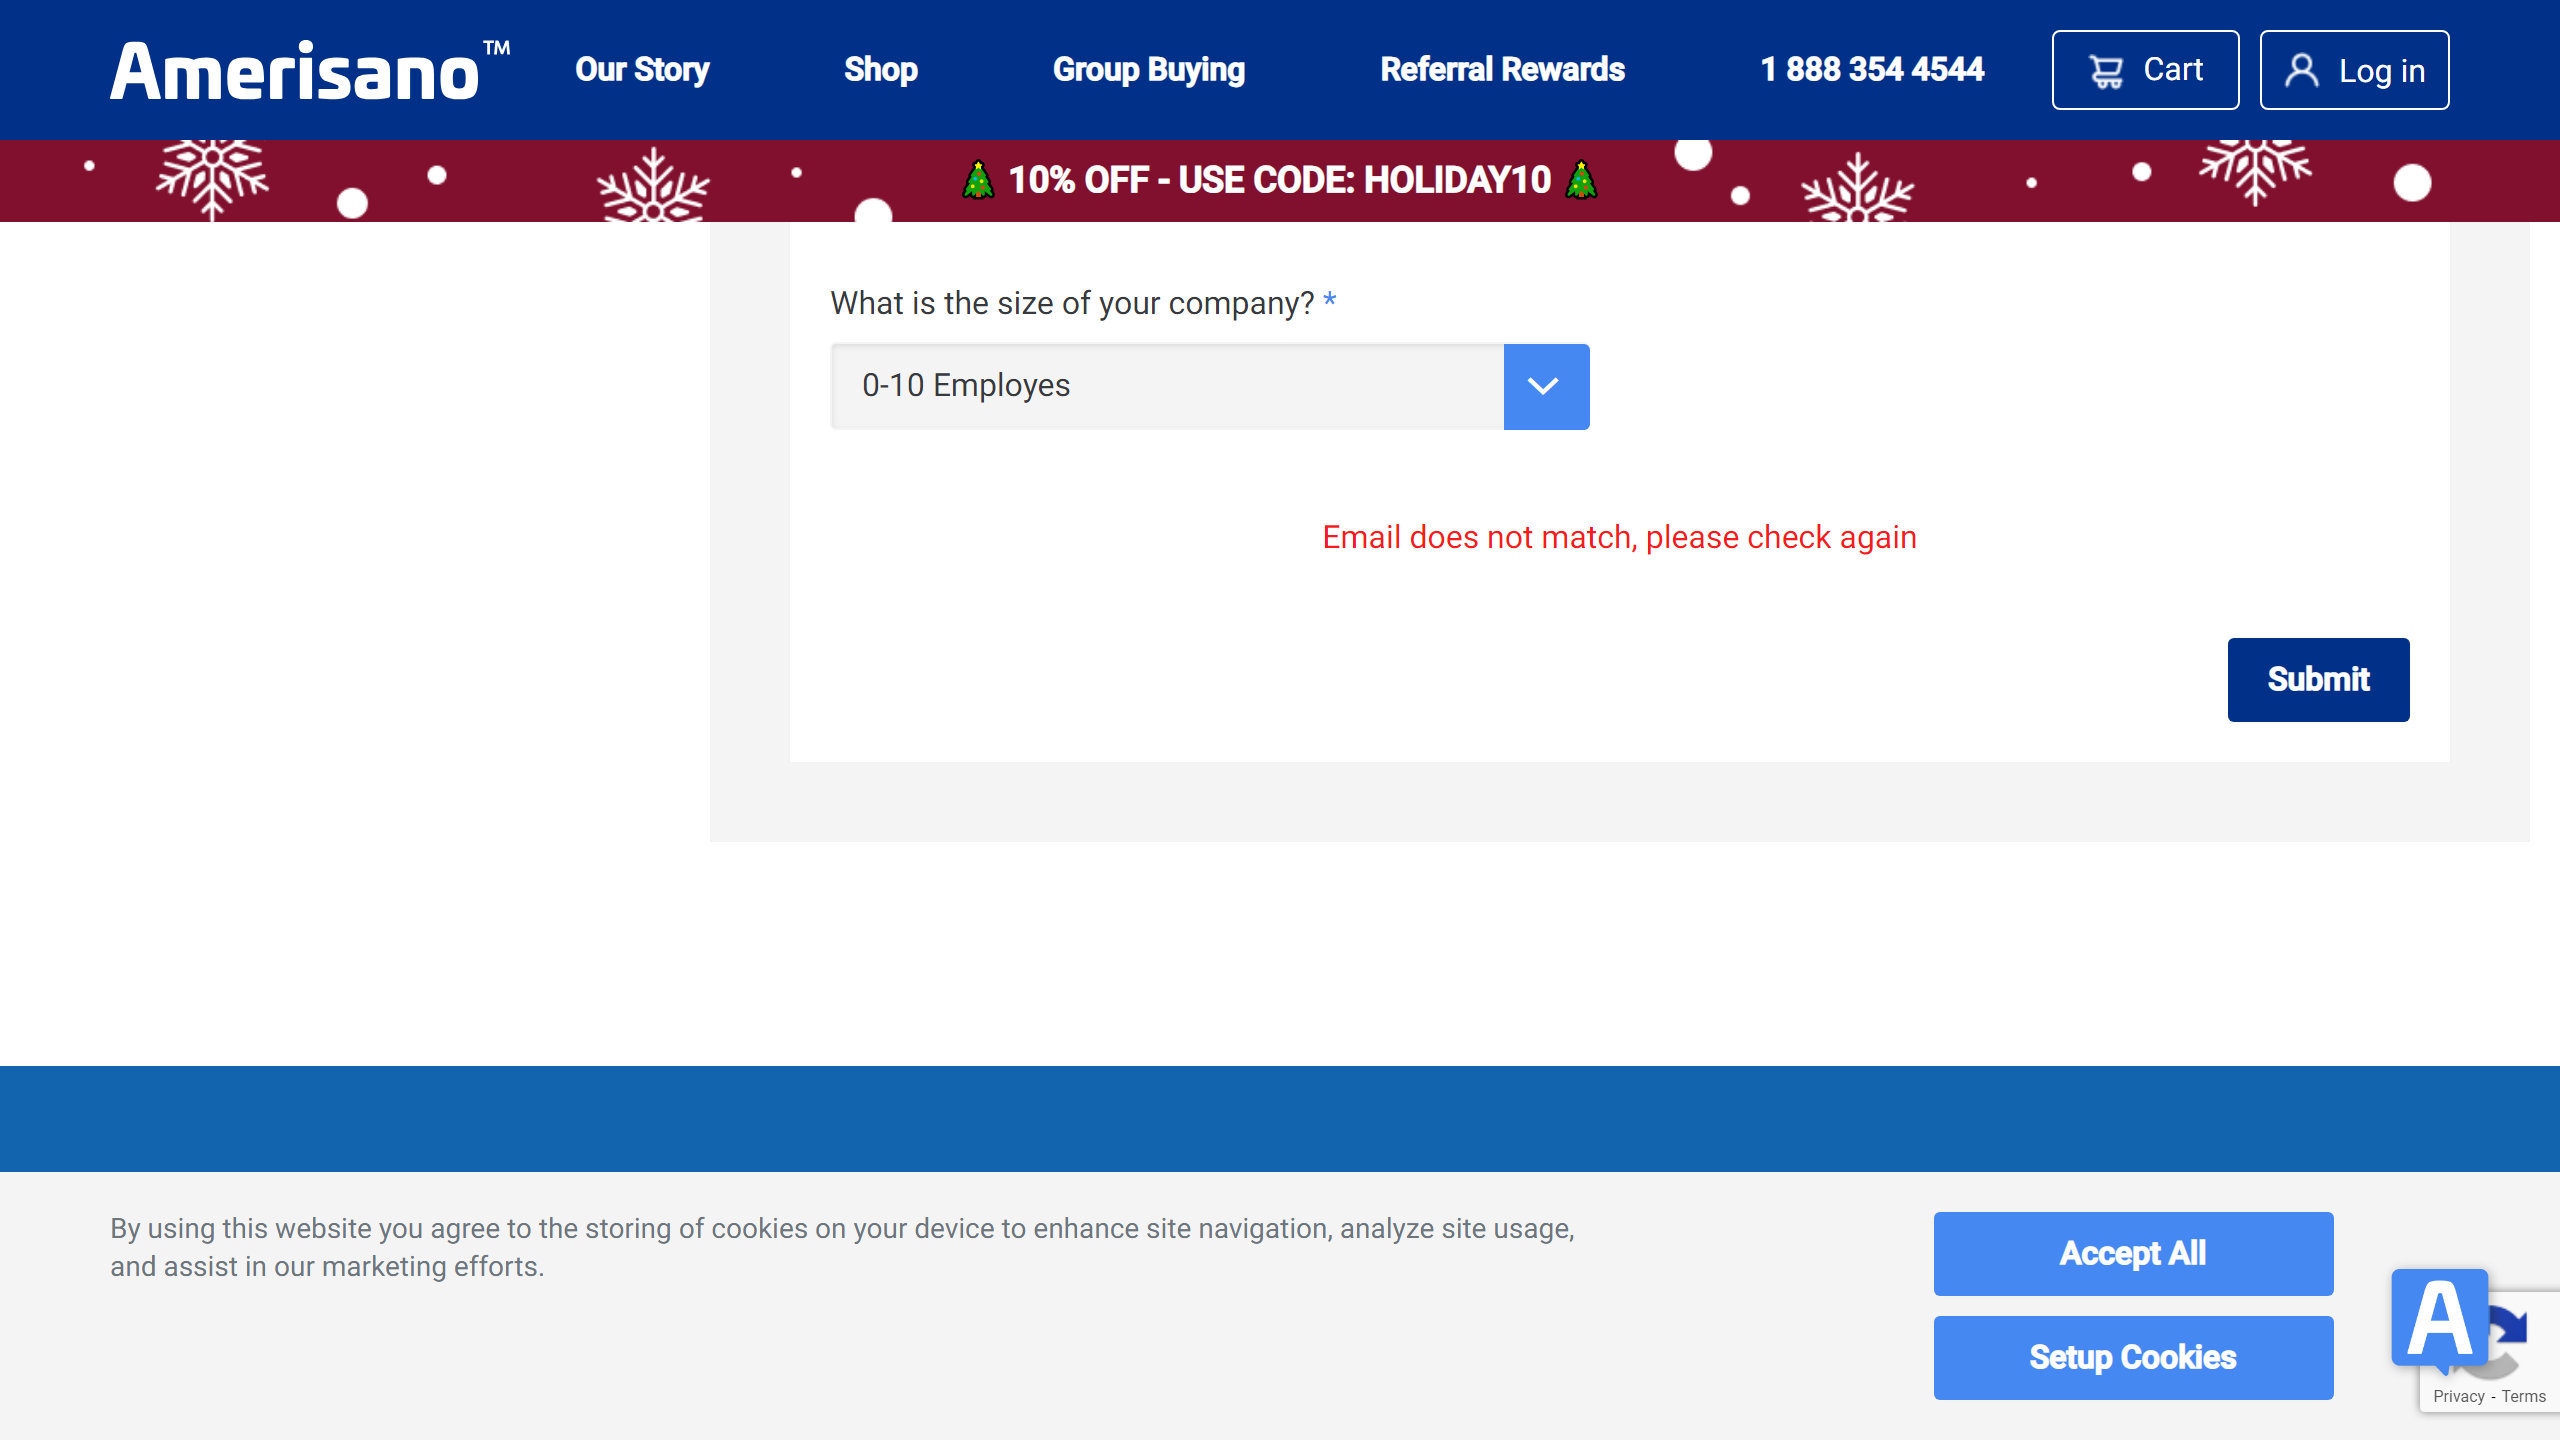 Amerisano™
Our Story
Shop
Group Buying
Referral Rewards
1 888 354 4544
Cart
Log in
🎄 10% OFF - USE CODE: HOLIDAY10 🎄
What is the size of your company? *
0-10 Employes
Email does not match, please check again
Submit
By using this website you agree to the storing of cookies on your device to enhance site navigation, analyze site usage,
and assist in our marketing efforts.
Accept All
Setup Cookies
A
Privacy - Terms